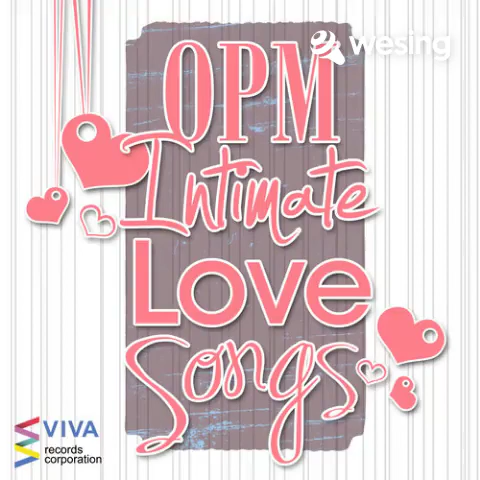 wesing
OPM
Intimate
Love
Songs
VIVA
records
corporation